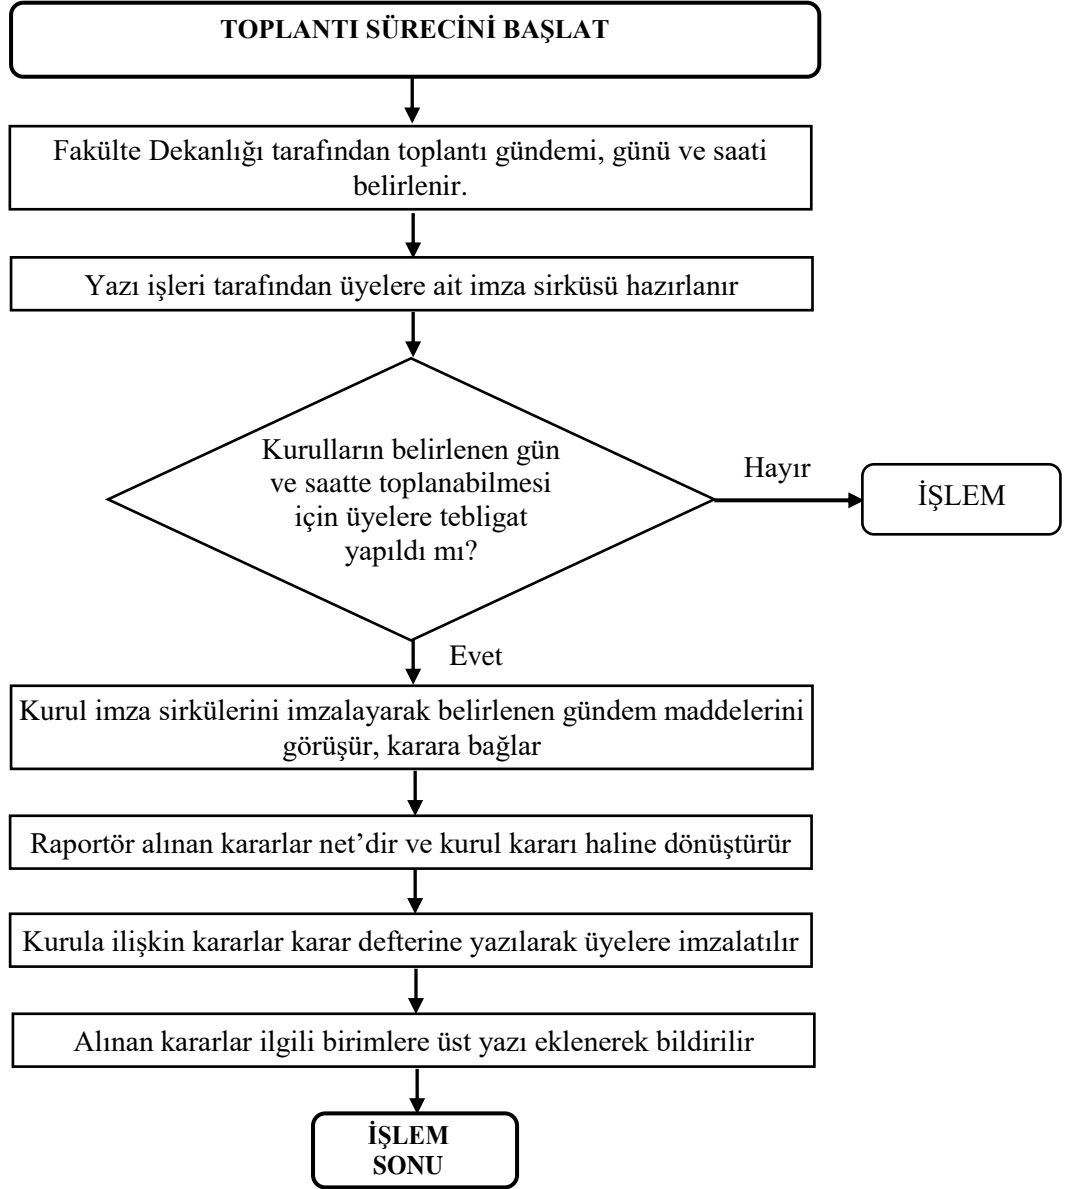 TOPLANTI SÜRECİNİ BAŞLAT
Fakülte Dekanlığı tarafından toplantı gündemi, günü ve saati
belirlenir.
Yazı işleri tarafından üyelere ait imza sirküsü hazırlanır
Kurulların belirlenen gün
ve saatte toplanabilmesi
için üyelere tebligat
yapıldı mı?
Hayır
İŞLEM
Evet
Kurul imza sirkülerini imzalayarak belirlenen gündem maddelerini
görüşür, karara bağlar
Raportör alınan kararlar net’dir ve kurul kararı haline dönüştürür
Kurula ilişkin kararlar karar defterine yazılarak üyelere imzalatılır
Alınan kararlar ilgili birimlere üst yazı eklenerek bildirilir
İŞLEM
SONU